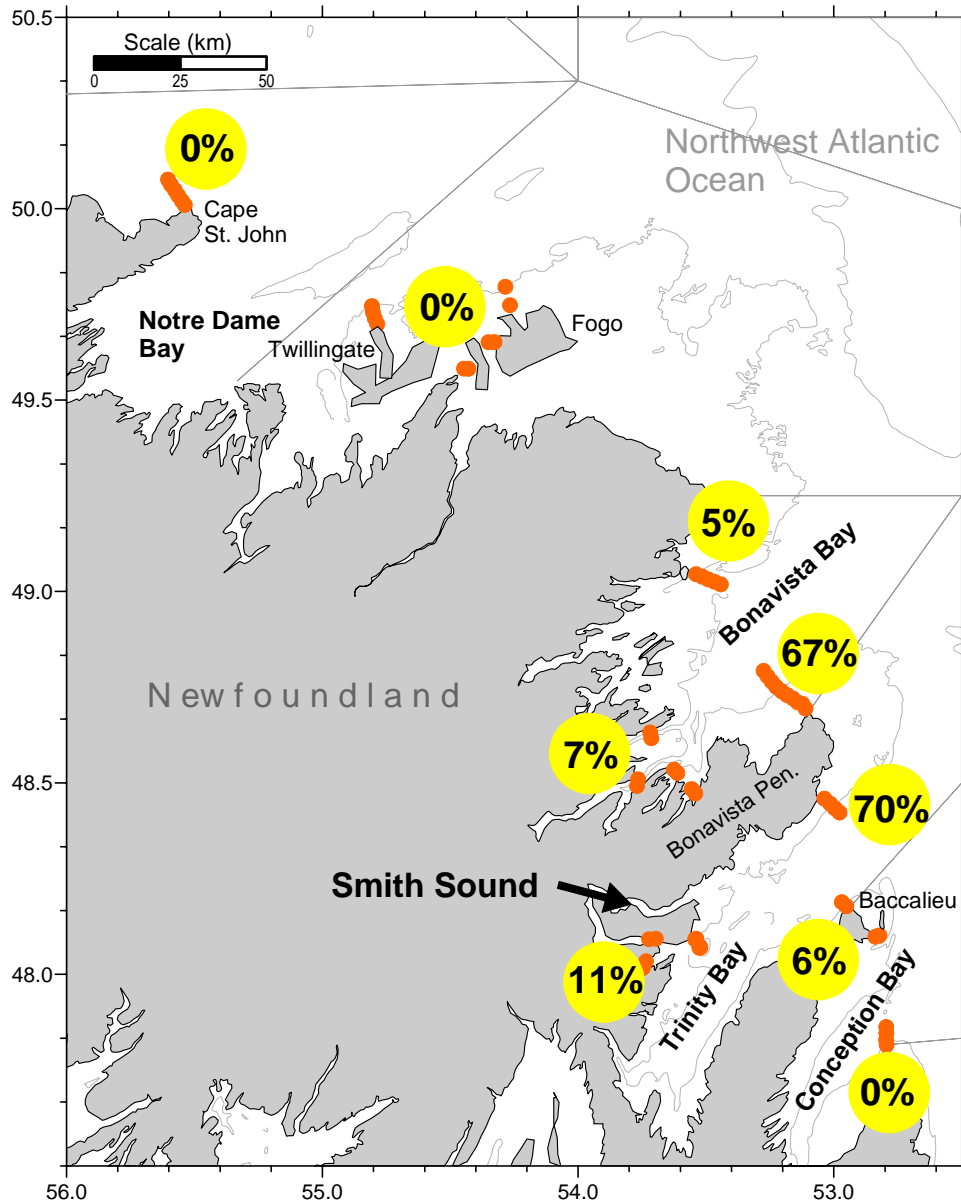 50.5
Scale (km)
0 25 50
0%
Northwest Atlantic
Ocean
50.0
Cape
St. John
0%
Notre Dame
Bay
Fogo
Twillingate
49.5
5%
Bonavista Bay
49.0
67%
Newfoundland
7%
48.5
Bonavista Pen.
70%
Smith Sound
Baccalieu
48.0
11%
Trinity Bay
6%
Conception Bay
0%
56.0 55.0 54.0 53.0